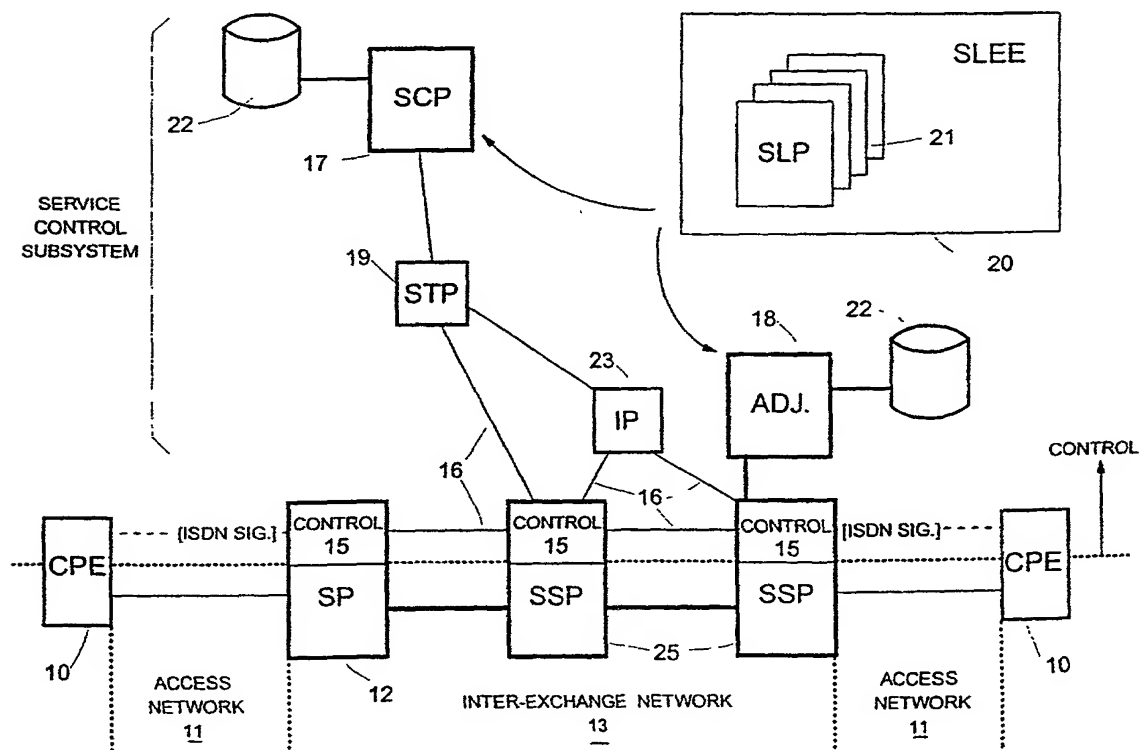 SLEE
SCP
22
21
SLP
17
SERVICE
CONTROL
SUBSYSTEM
20
19
STP
18
22
23
ADJ.
IP
CONTROL
16
16
CONTROL
15
CONTROL
15
CONTROL
15
[ISDN SIG.]
[ISDN SIG.]
CPE
CPE
SP
SSP
SSP
10
12
25
10
ACCESS
NETWORK
11
INTER-EXCHANGE NETWORK
13
ACCESS
NETWORK
11